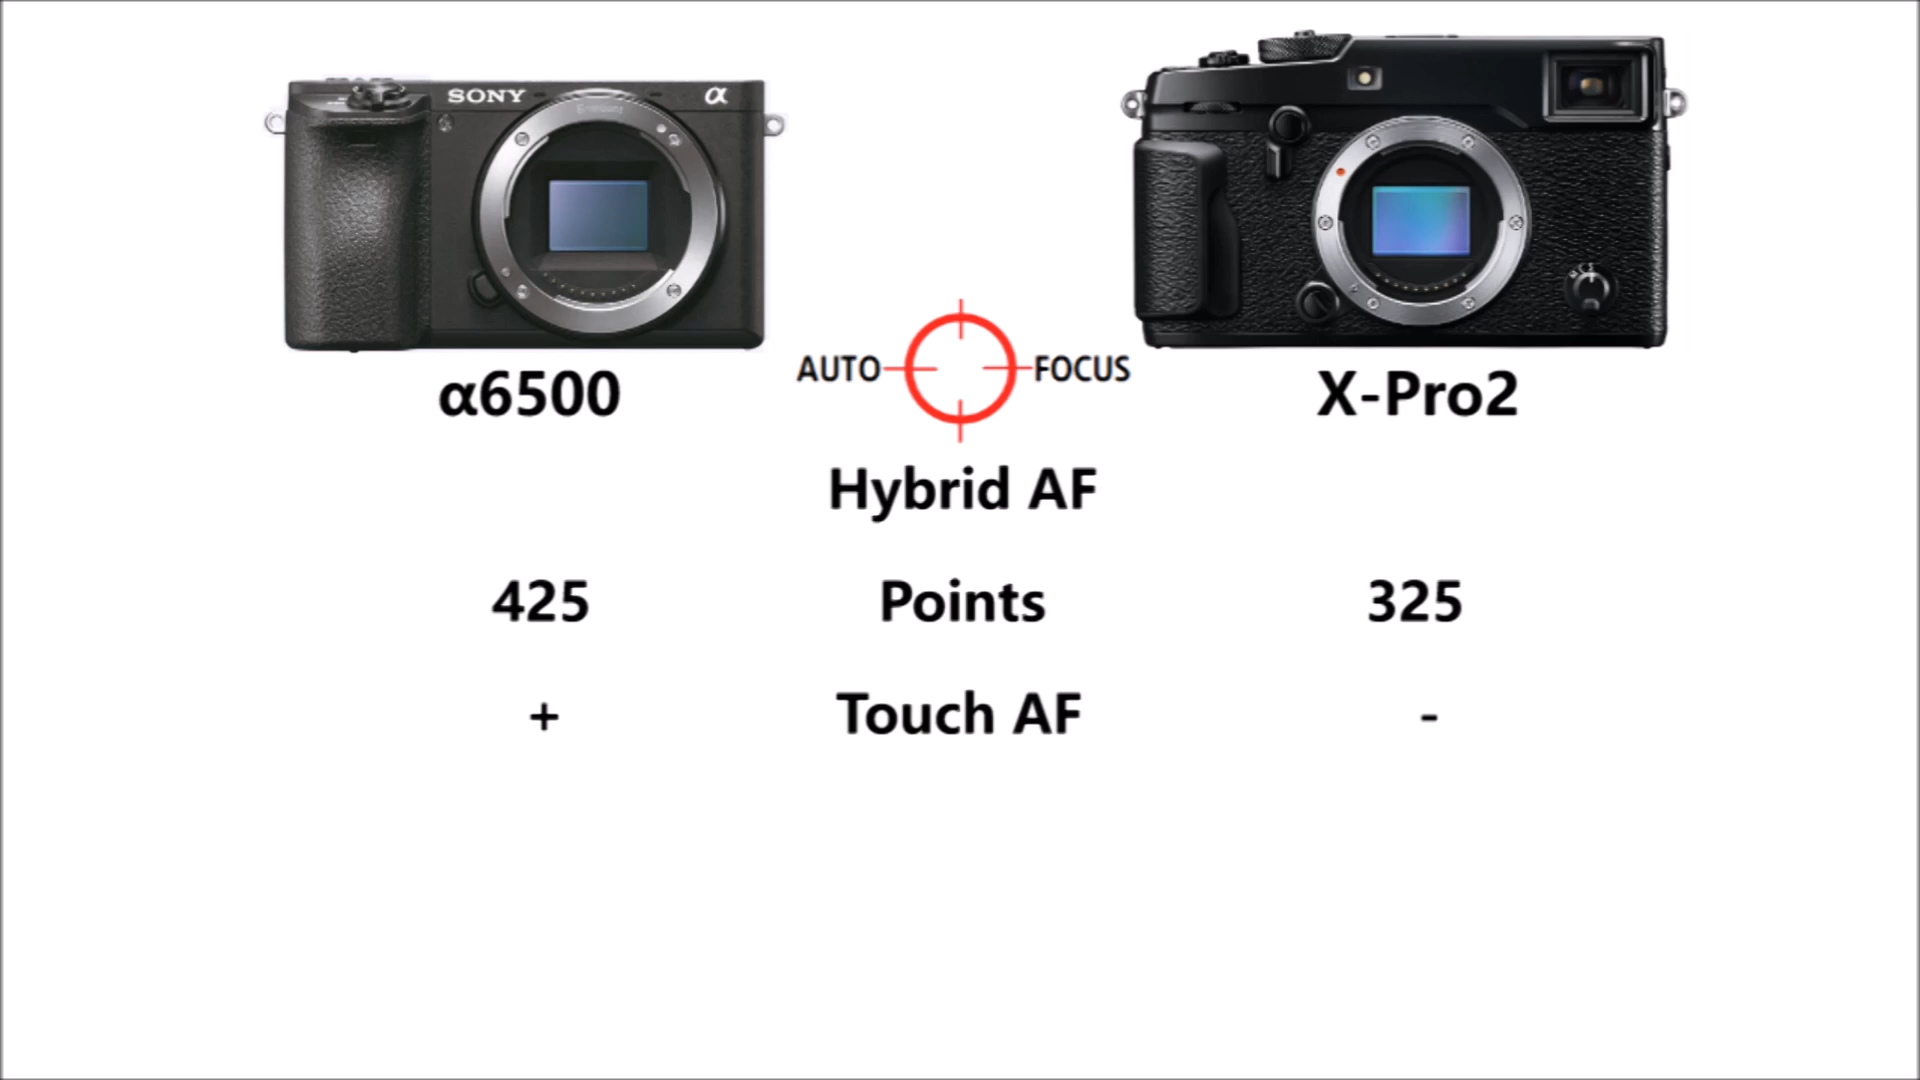 SONY α
α6500
AUTO FOCUS
X-Pro2
Hybrid AF
425 Points 325
+ Touch AF -